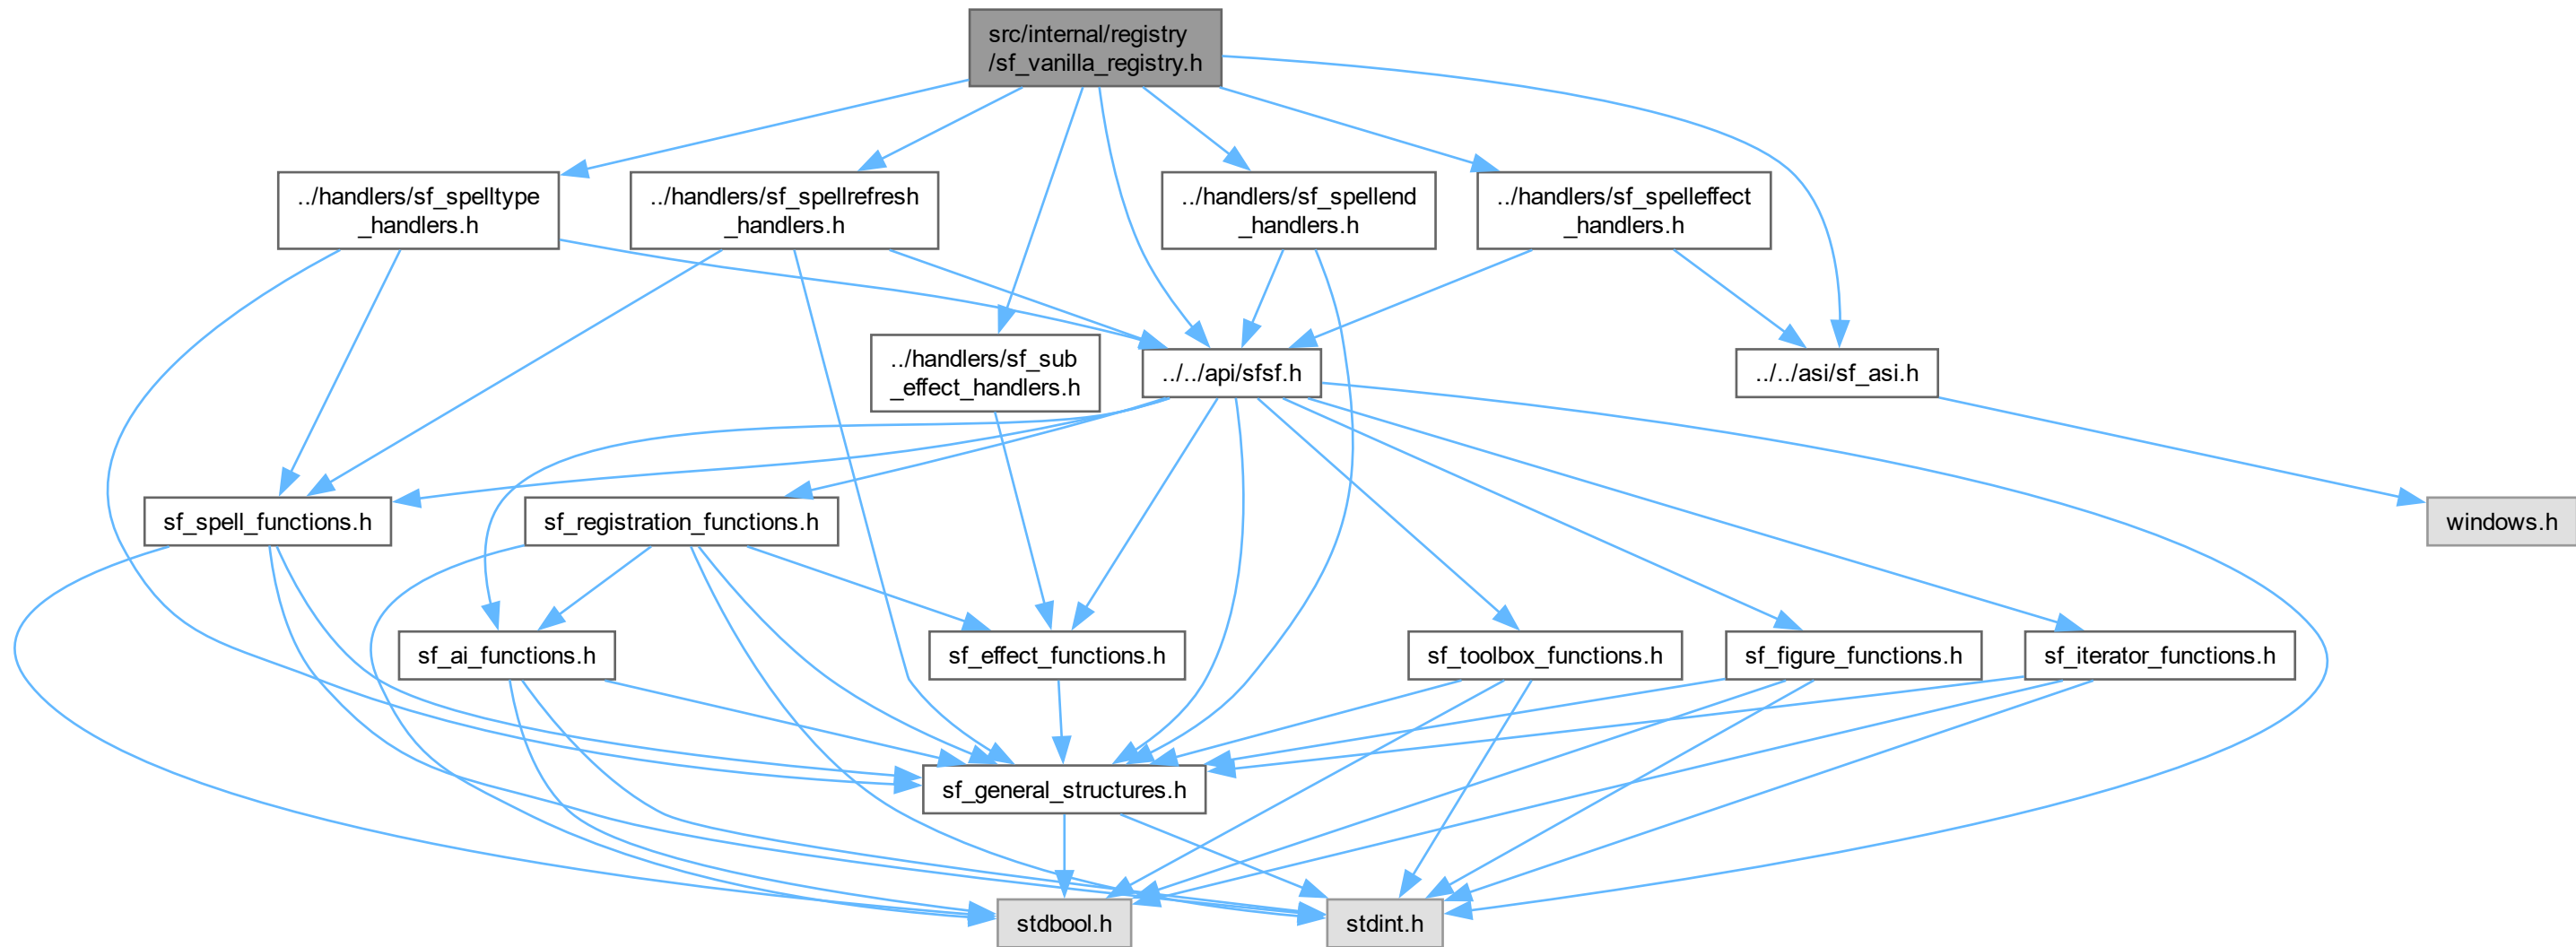 src/internal/registry
/sf_vanilla_registry.h
../handlers/sf_spelltype
_handlers.h
../handlers/sf_spellrefresh
_handlers.h
../handlers/sf_spellend
_handlers.h
../handlers/sf_spelleffect
_handlers.h
../handlers/sf_sub
_effect_handlers.h
../../api/sfsf.h
../../asi/sf_asi.h
sf_spell_functions.h
sf_registration_functions.h
windows.h
sf_ai_functions.h
sf_effect_functions.h
sf_toolbox_functions.h
sf_figure_functions.h
sf_iterator_functions.h
sf_general_structures.h
stdbool.h
stdint.h